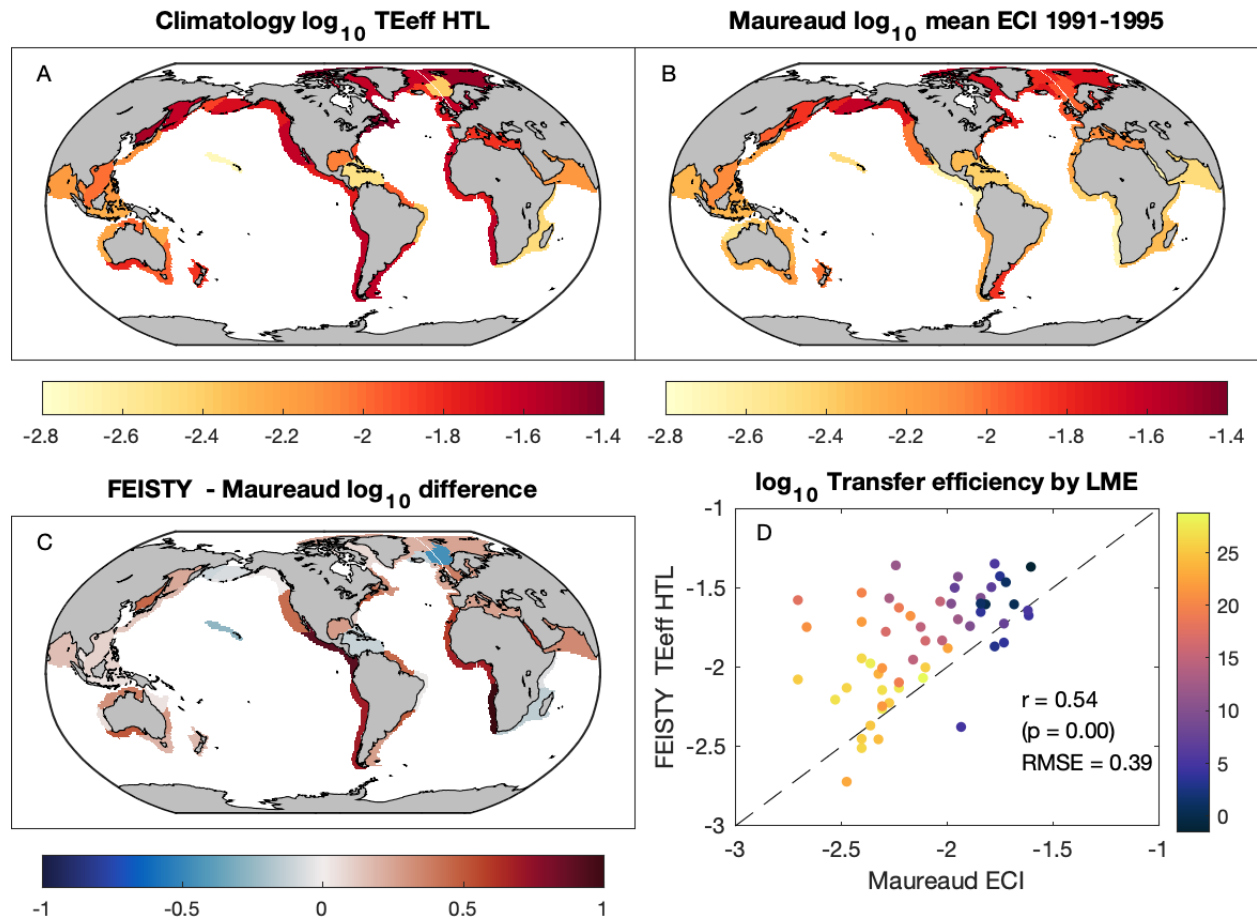 Climatology log10 TEeff HTL
Maureaud log10 mean ECI 1991-1995
A
B
-2.8 -2.6 -2.4 -2.2 -2 -1.8 -1.6 -1.4
-2.8 -2.6 -2.4 -2.2 -2 -1.8 -1.6 -1.4
FEISTY - Maureaud log10 difference
log10 Transfer efficiency by LME
C
D
-1
-1.5
-2
-2.5
-3
FEISTY TEeff HTL
r = 0.54
(p = 0.00)
RMSE = 0.39
25
20
15
10
5
0
-3 -2.5 -2 -1.5 -1
Maureaud ECI
-1 -0.5 0 0.5 1